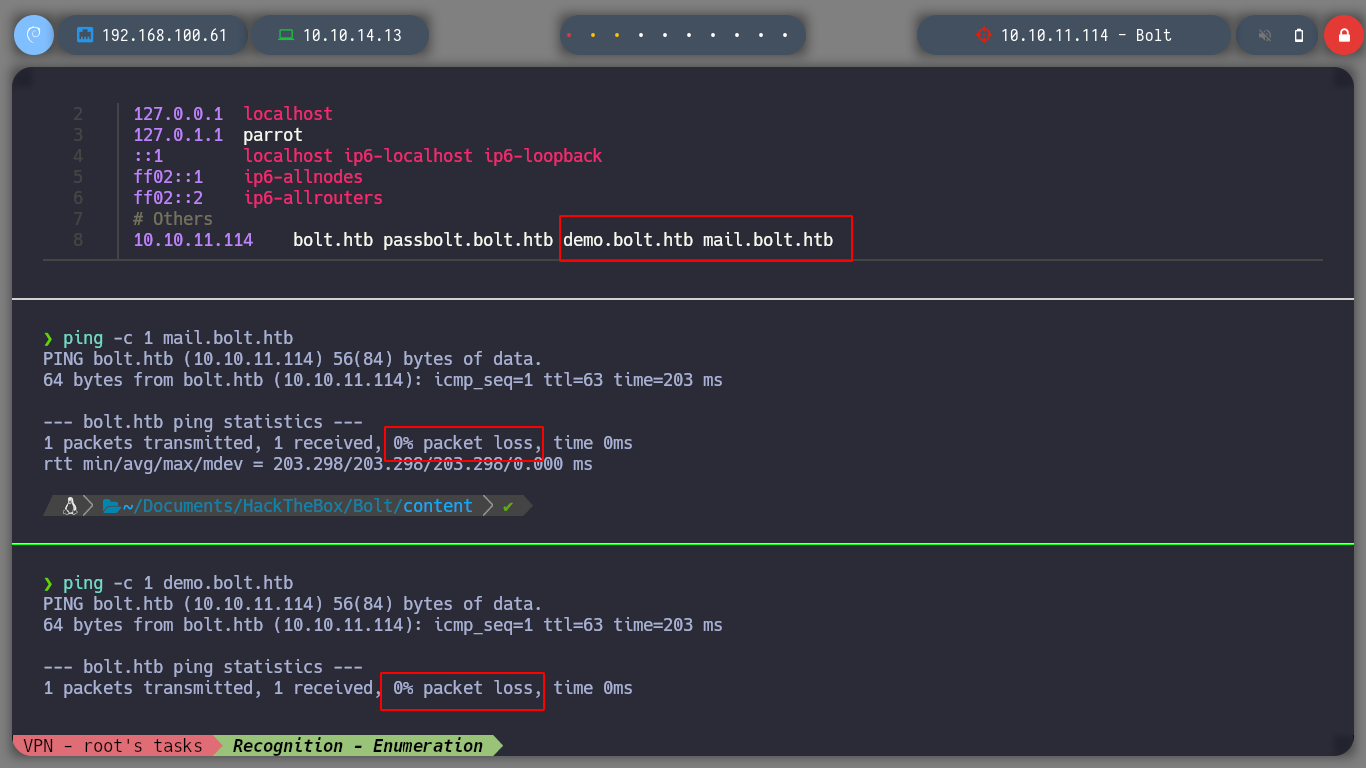 192.168.100.61 10.10.14.13 10.10.11.114 - Bolt
2 127.0.0.1 localhost
3 127.0.1.1 parrot
4 ::1 localhost ip6-localhost ip6-loopback
5 ff02::1 ip6-allnodes
6 ff02::2 ip6-allrouters
7 # Others
8 10.10.11.114 bolt.htb passbolt.bolt.htb demo.bolt.htb mail.bolt.htb
❯ ping -c 1 mail.bolt.htb
PING bolt.htb (10.10.11.114) 56(84) bytes of data.
64 bytes from bolt.htb (10.10.11.114): icmp_seq=1 ttl=63 time=203 ms
--- bolt.htb ping statistics ---
1 packets transmitted, 1 received, 0% packet loss, time 0ms
rtt min/avg/max/mdev = 203.298/203.298/203.298/0.000 ms
~/Documents/HackTheBox/Bolt/content ✔
❯ ping -c 1 demo.bolt.htb
PING bolt.htb (10.10.11.114) 56(84) bytes of data.
64 bytes from bolt.htb (10.10.11.114): icmp_seq=1 ttl=63 time=203 ms
--- bolt.htb ping statistics ---
1 packets transmitted, 1 received, 0% packet loss, time 0ms
VPN - root's tasks Recognition - Enumeration